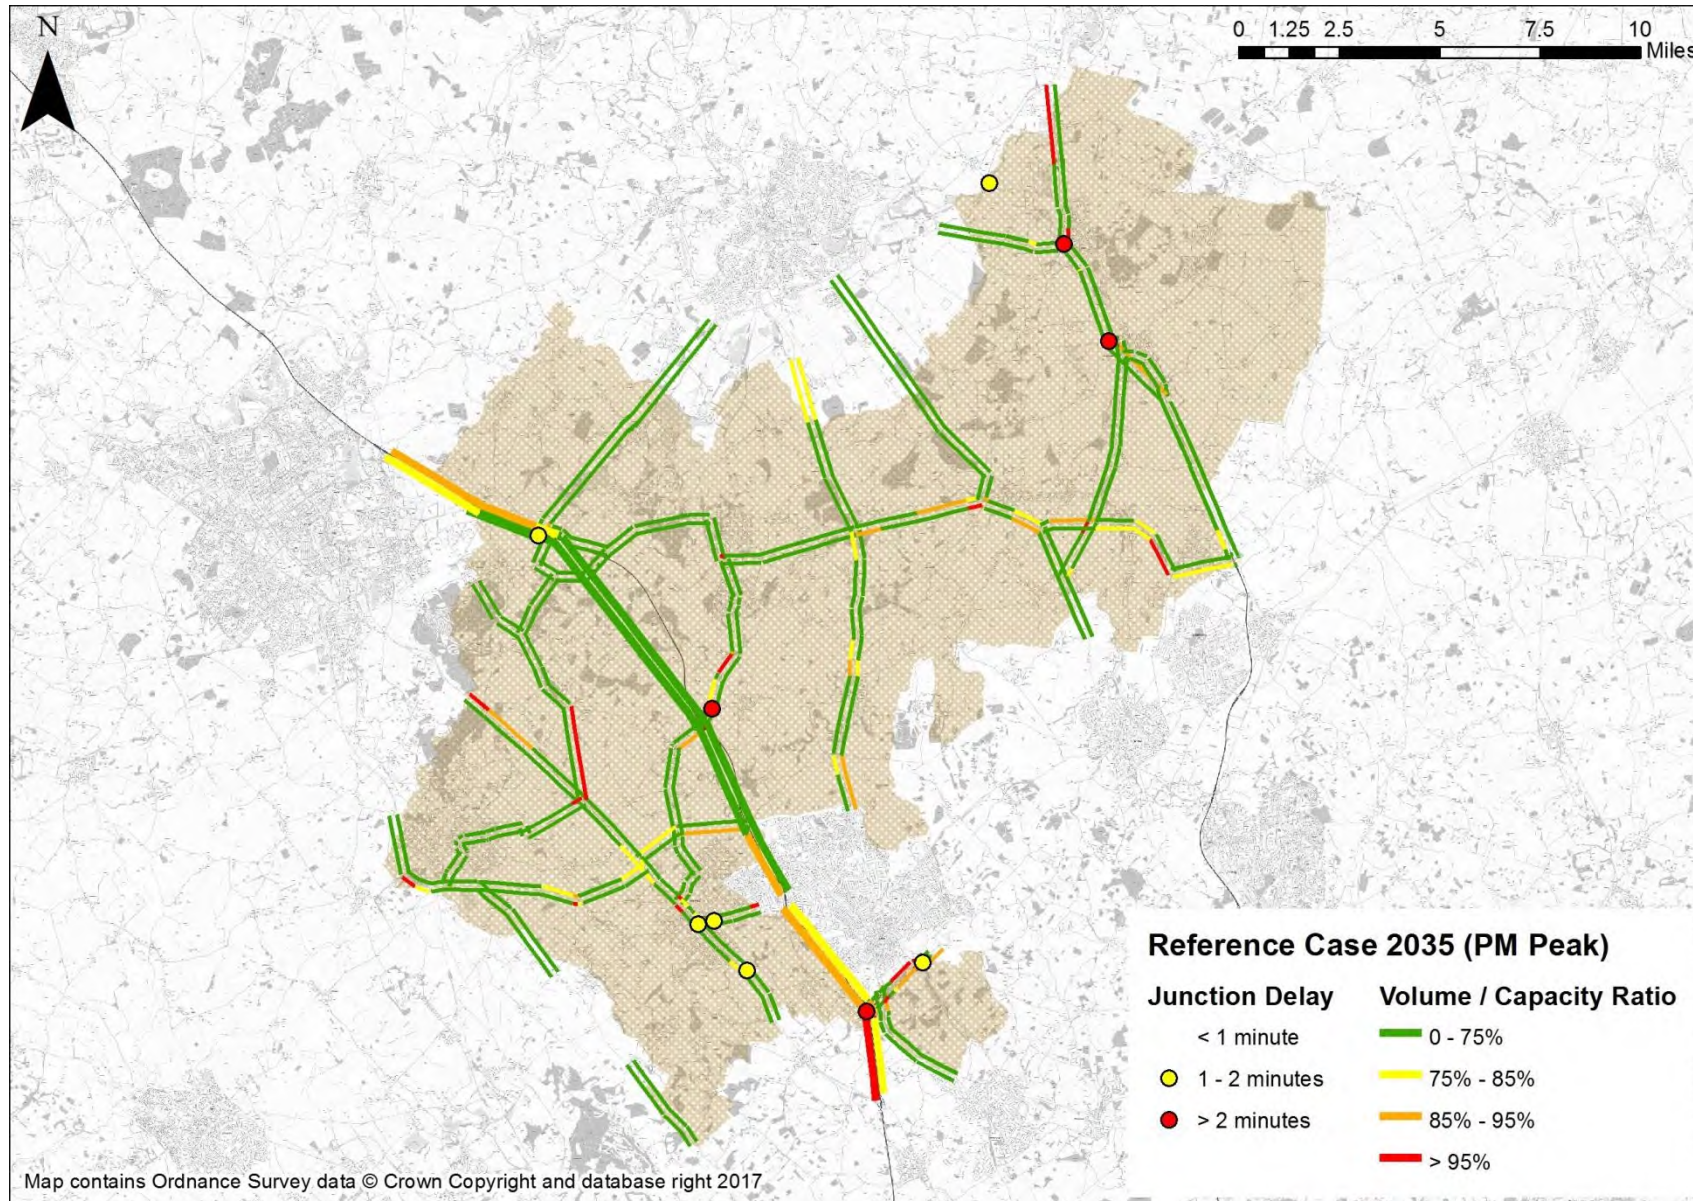 N
0 1.25 2.5 5 7.5 10
Miles
Reference Case 2035 (PM Peak)
Junction Delay Volume / Capacity Ratio
< 1 minute 0 - 75%
1 - 2 minutes 75% - 85%
> 2 minutes 85% - 95%
> 95%
Map contains Ordnance Survey data © Crown Copyright and database right 2017